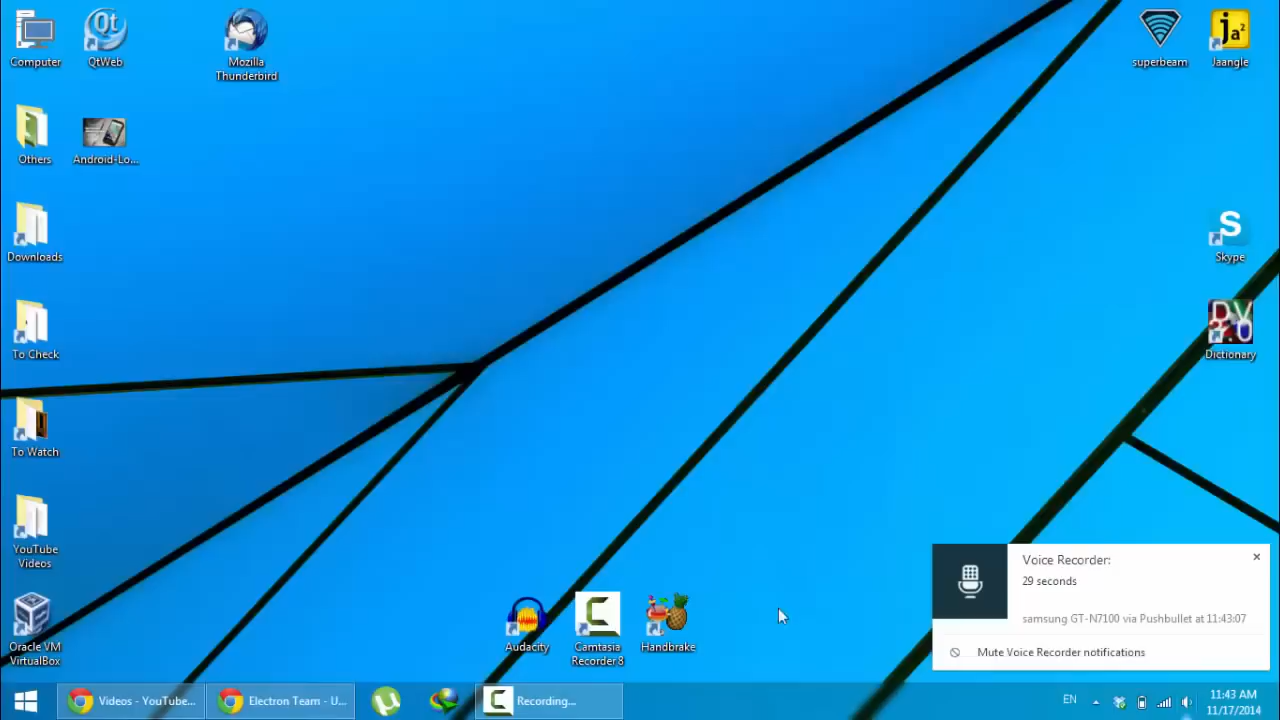 Computer
QtWeb
Mozilla
Thunderbird
superbeam
ja²
Jaangle
Others
Android-Lo...
Downloads
S
Skype
To Check
Dictionary
To Watch
YouTube
Videos
Oracle VM
VirtualBox
Audacity
Camtasia
Recorder 8
Handbrake
Voice Recorder:
29 seconds
samsung GT-N7100 via Pushbullet at 11:43:07
Mute Voice Recorder notifications
Videos - YouTube...
Electron Team - U...
Recording...
EN
11:43 AM
11/17/2014